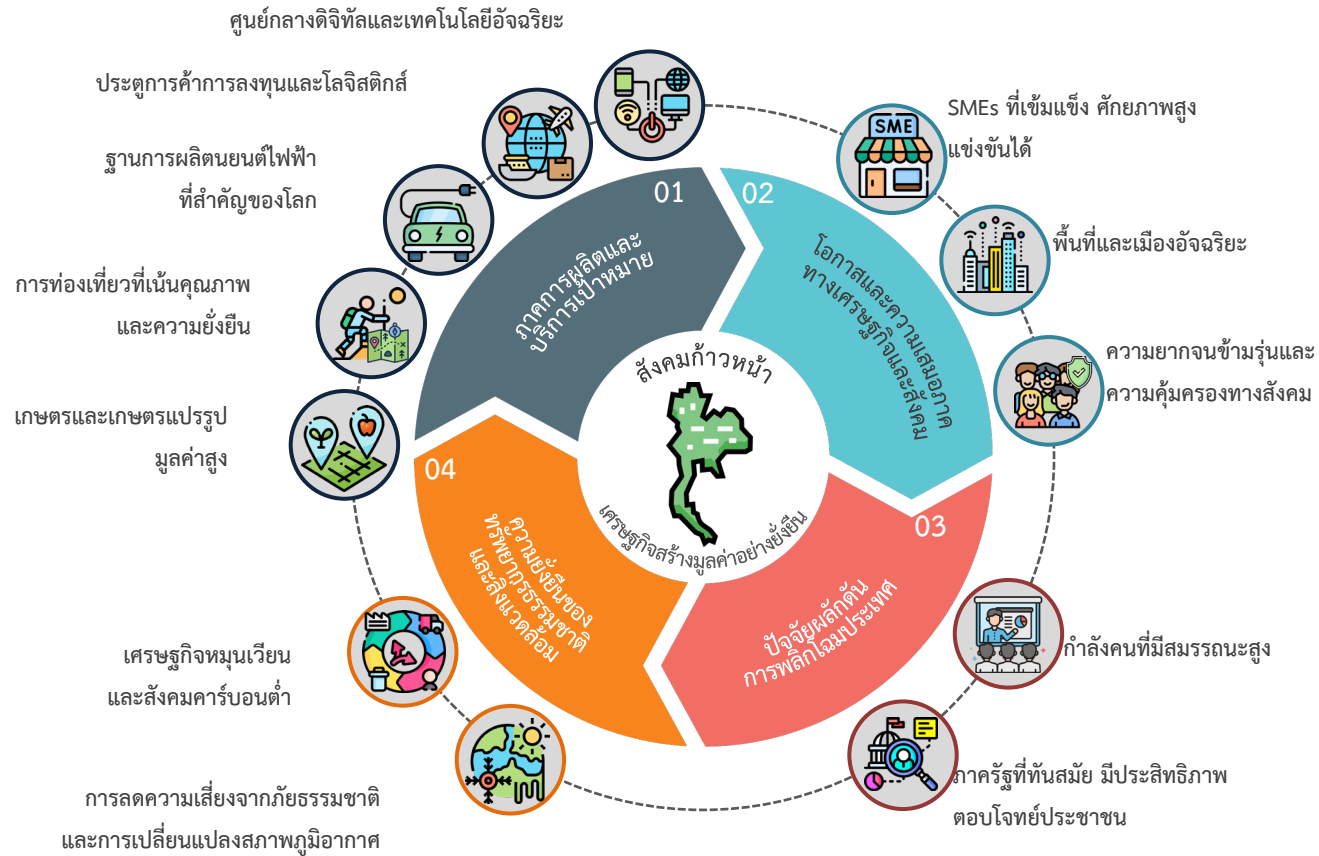 ศูนย์กลางดิจิทัลและเทคโนโลยีอัจฉริยะ
ประตูการค้าการลงทุนและโลจิสติกส์
ฐานการผลิตนยนต์ไฟฟ้า
ที่สำคัญของโลก
การท่องเที่ยวที่เน้นคุณภาพ
และความยั่งยืน
เกษตรและเกษตรแปรรูป
มูลค่าสูง
01
ภาคการผลิตและ
บริการเป้าหมาย
02
โอกาสและความเสมอภาค
ทางเศรษฐกิจและสังคม
SME
SMEs ที่เข้มแข็ง ศักยภาพสูง
แข่งขันได้
พื้นที่และเมืองอัจฉริยะ
ความยากจนข้ามรุ่นและ
ความคุ้มครองทางสังคม
สังคมก้าวหน้า
เศรษฐกิจสร้างมูลค่าอย่างยั่งยืน
03
ปัจจัยผลักดัน
การพลิกโฉมประเทศ
กำลังคนที่มีสมรรถนะสูง
ภาครัฐที่ทันสมัย มีประสิทธิภาพ
ตอบโจทย์ประชาชน
04
ความยั่งยืนของ
ทรัพยากรธรรมชาติ
และสิ่งแวดล้อม
เศรษฐกิจหมุนเวียน
และสังคมคาร์บอนต่ำ
การลดความเสี่ยงจากภัยธรรมชาติ
และการเปลี่ยนแปลงสภาพภูมิอากาศ